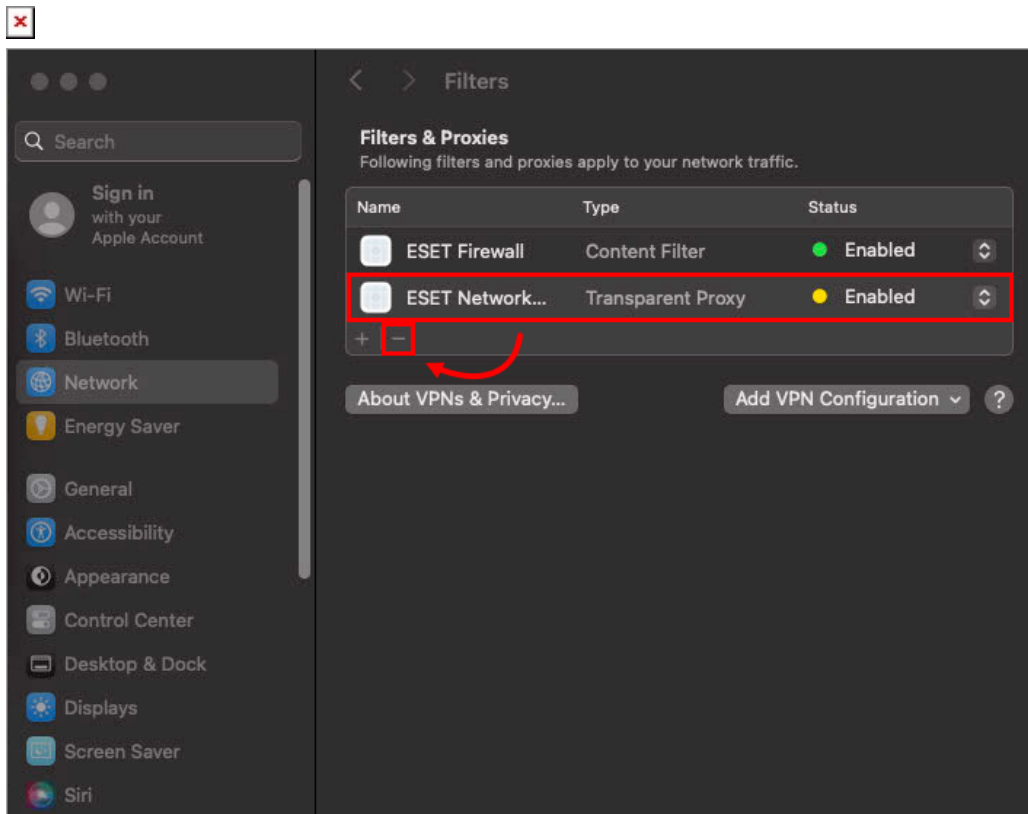 Filters
Search
Filters & Proxies
Following filters and proxies apply to your network traffic.
Sign in
with your
Apple Account
Name Type Status
ESET Firewall Content Filter Enabled
ESET Network... Transparent Proxy Enabled
Wi-Fi
Bluetooth
Network
Energy Saver
About VPNs & Privacy... Add VPN Configuration ?
General
Accessibility
Appearance
Control Center
Desktop & Dock
Displays
Screen Saver
Siri